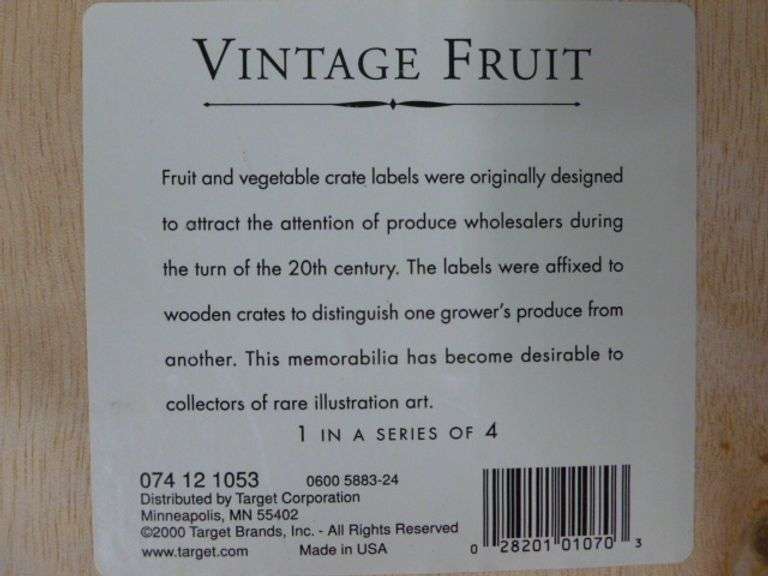 VINTAGE FRUIT
Fruit and vegetable crate labels were originally designed
to attract the attention of produce wholesalers during
the turn of the 20th century. The labels were affixed to
wooden crates to distinguish one grower's produce from
another. This memorabilia has become desirable to
collectors of rare illustration art.
1 IN A SERIES OF 4
074 12 1053 0600 5883-24
Distributed by Target Corporation
Minneapolis, MN 55402
©2000 Target Brands, Inc. - All Rights Reserved
www.target.com Made in USA
0 28201 01070 3